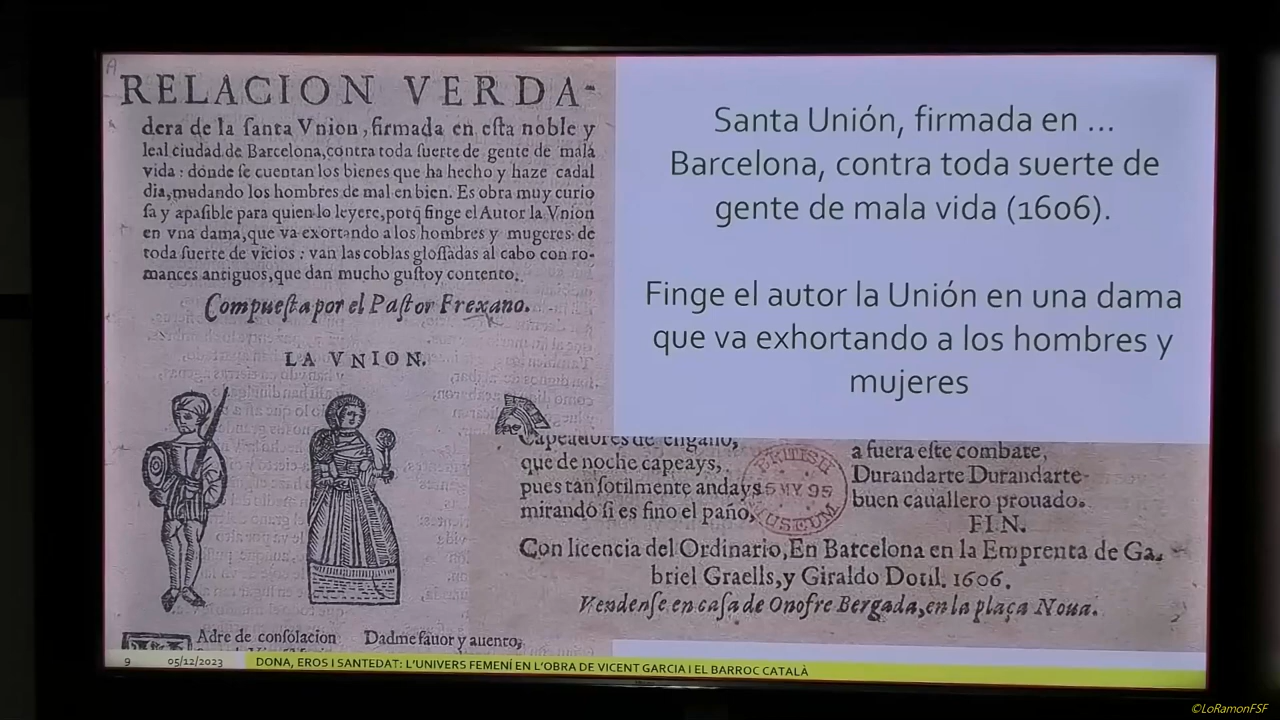 RELACION VERDA-
dera de la ſanta Vnion, firmada en eſta noble y
leal ciudad de Barcelona,contra toda ſuerte de gente de mala
vida : donde ſe cuentan los bienes que ha hecho y haze cadal
dia,mudando los hombres de mal en bien. Es obra muy curio
ſa y apaſible para quien lo leyere,porq̃ finge el Autor la Vnion
en vna dama,que va exortando a los hombres y mugeres de
toda ſuerte de vicios : van las coblas gloſſadas al cabo con ro-
mances antiguos,que dan mucho guſto y contento.
Compueſta por el Paſtor Frexano.
LA VNION.
Adre de conſolacion
Dadme fauor y aliento,
Santa Unión, firmada en ...
Barcelona, contra toda suerte de
gente de mala vida (1606).
Finge el autor la Unión en una dama
que va exhortando a los hombres y
mujeres
Capeadores de engaño,
que de noche capeays,
pues tan ſotilmente andays
mirando ſi es fino el paño,
BRITISH
MUSEUM
a fuera eſte combate,
Durandarte Durandarte
buen cauallero prouado.
FIN.
Con licencia del Ordinario,En Barcelona en la Emprenta de Ga-
briel Graells,y Giraldo Dotil. 1606.
Vendenſe en caſa de Onofre Bergada,en la plaça Noua.
9 05/12/2023 DONA, EROS I SANTEDAT: L'UNIVERS FEMENÍ EN L'OBRA DE VICENT GARCIA I EL BARROC CATALÀ
©LoRamonFSF